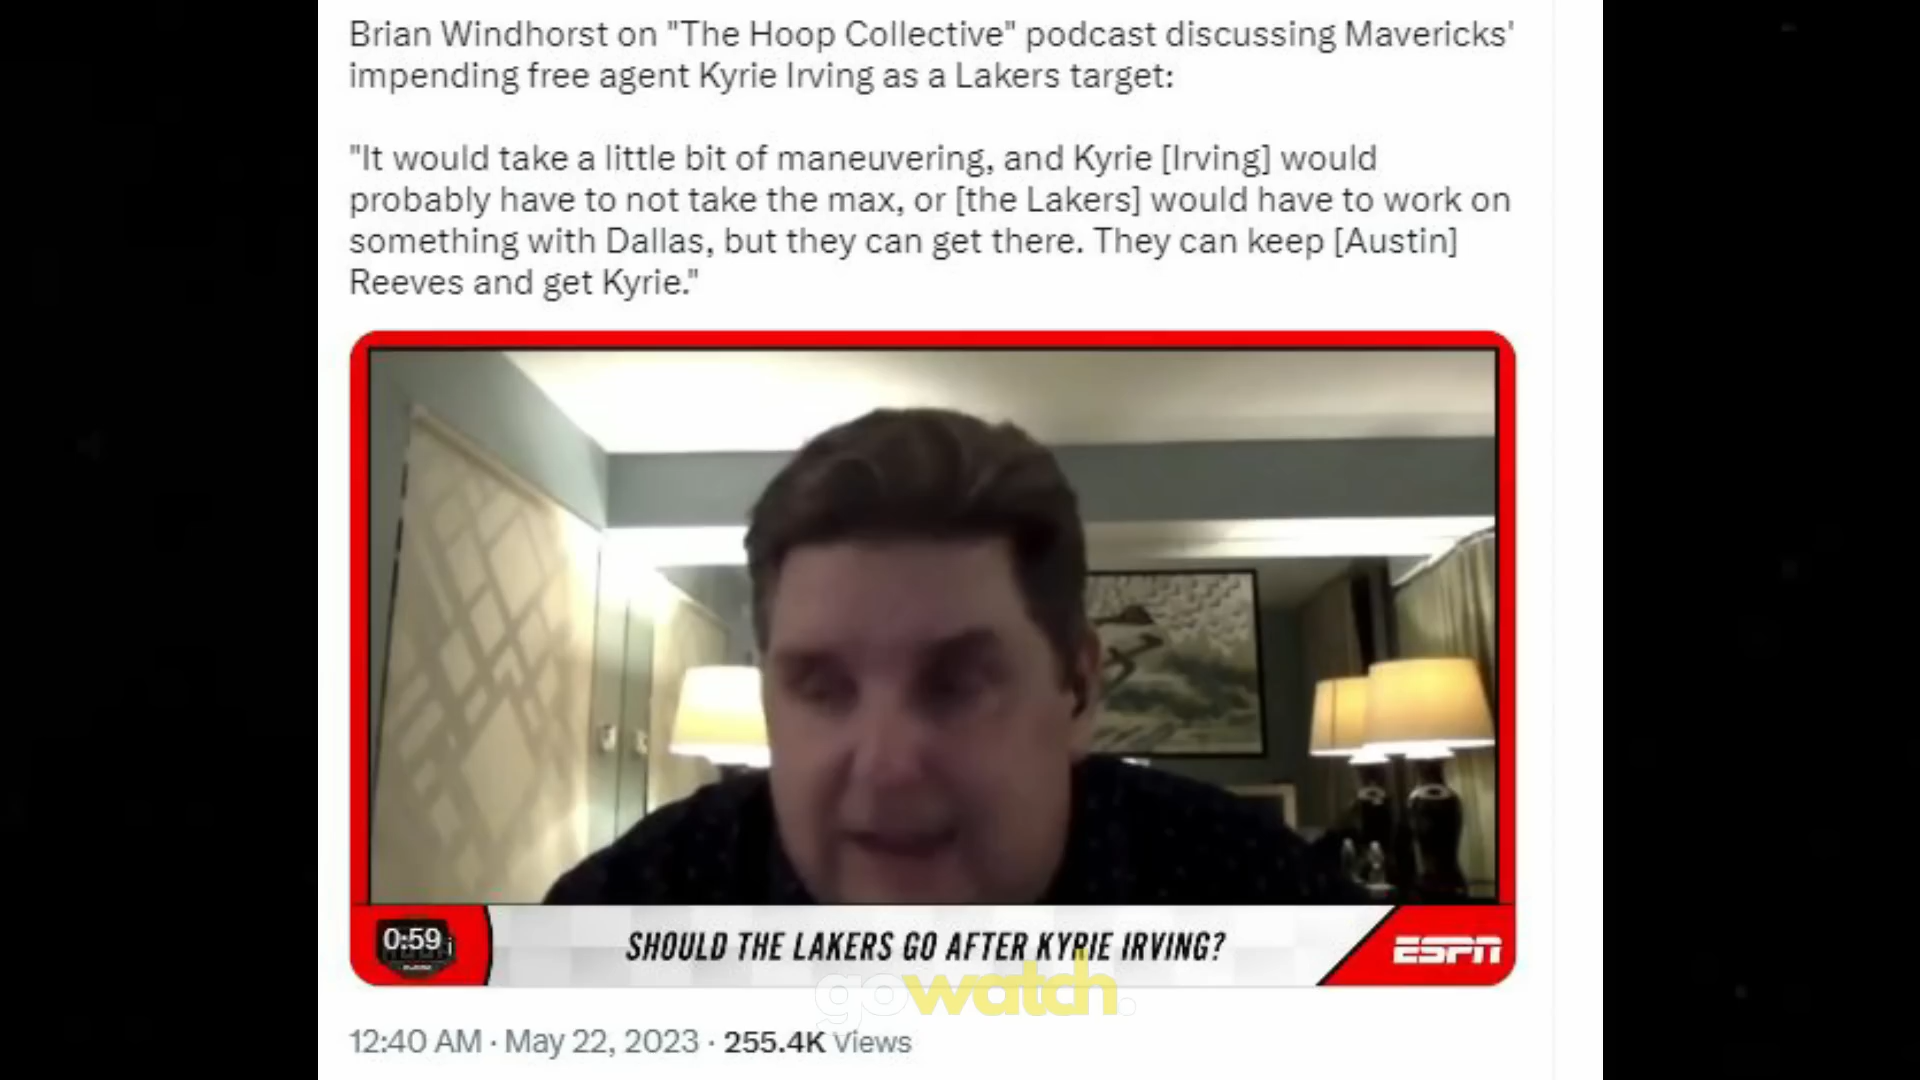 Brian Windhorst on "The Hoop Collective" podcast discussing Mavericks'
impending free agent Kyrie Irving as a Lakers target:
"It would take a little bit of maneuvering, and Kyrie [Irving] would
probably have to not take the max, or [the Lakers] would have to work on
something with Dallas, but they can get there. They can keep [Austin]
Reeves and get Kyrie."
0:59
SHOULD THE LAKERS GO AFTER KYRIE IRVING?
ESPN
gowatch.
12:40 AM · May 22, 2023 · 255.4K Views